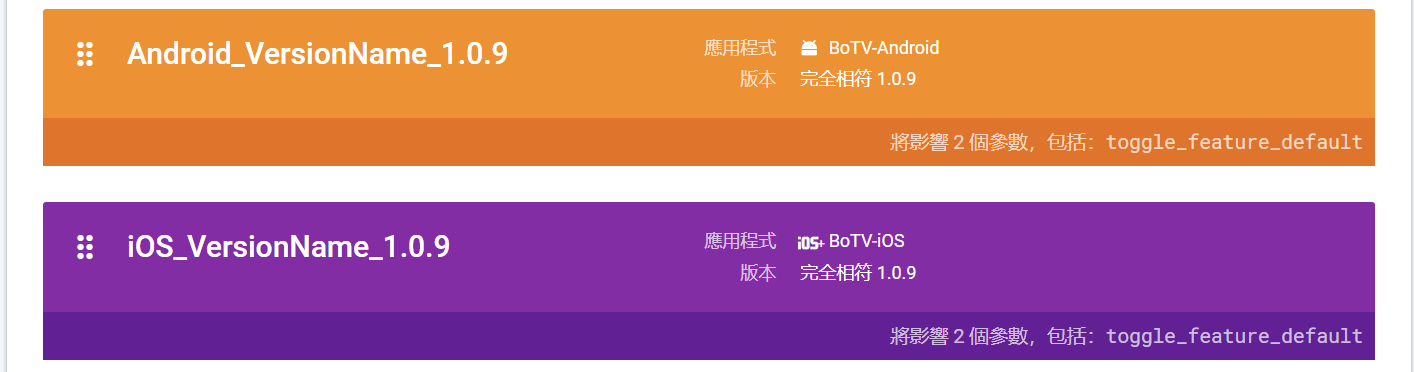 Android_VersionName_1.0.9
應用程式 BoTV-Android
版本 完全相符 1.0.9
將影響 2 個參數，包括：toggle_feature_default
iOS_VersionName_1.0.9
應用程式 iOS+ BoTV-iOS
版本 完全相符 1.0.9
將影響 2 個參數，包括：toggle_feature_default